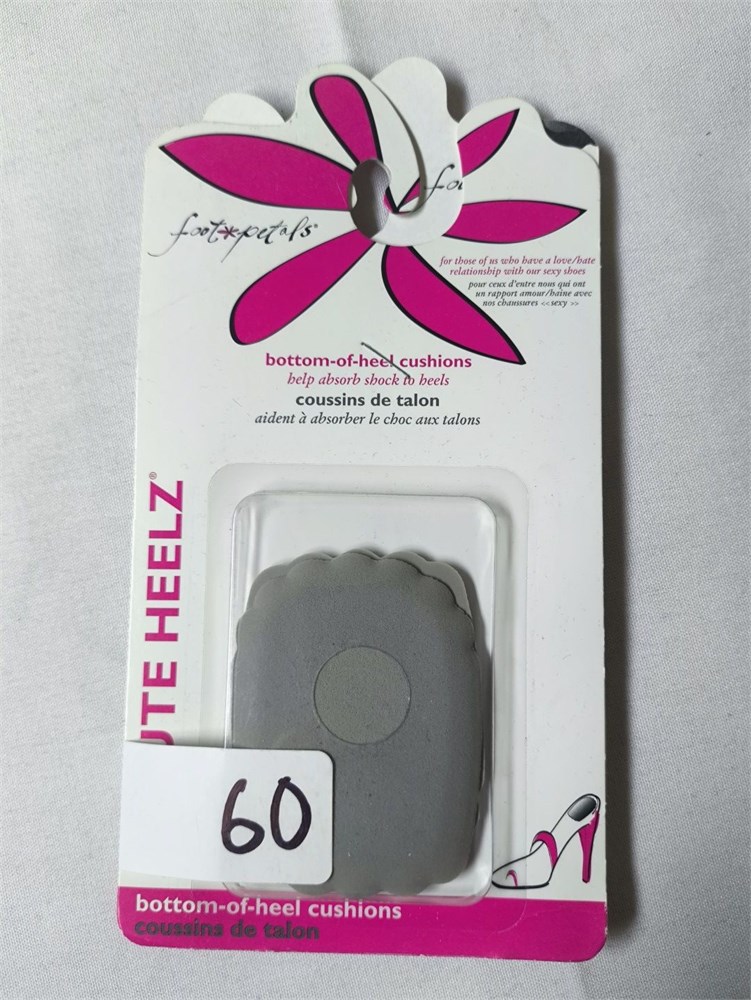 foot petals®
for those of us who have a love/hate
relationship with our sexy shoes
pour ceux d'entre nous qui ont
un rapport amour/haine avec
nos chaussures <<sexy >>
bottom-of-heel cushions
help absorb shock to heels
coussins de talon
aident à absorber le choc aux talons
UTE HEELZ®
60
bottom-of-heel cushions
coussins de talon